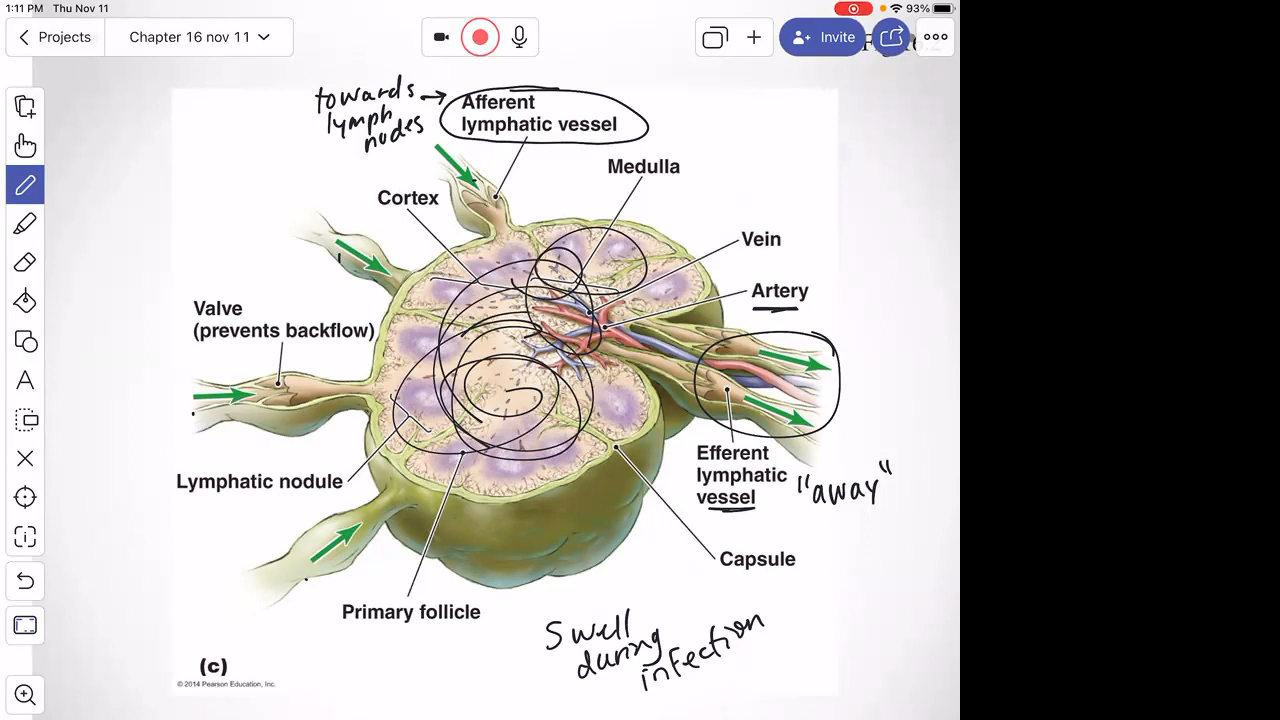 1:11 PM Thu Nov 11
93%
Projects
Chapter 16 nov 11
Invite
towards
lymph
nodes
Afferent
lymphatic vessel
Medulla
Cortex
Vein
Artery
Valve
(prevents backflow)
Efferent
lymphatic
vessel
"away"
Lymphatic nodule
Capsule
Primary follicle
Swell
during
infection
(c)
© 2014 Pearson Education, Inc.